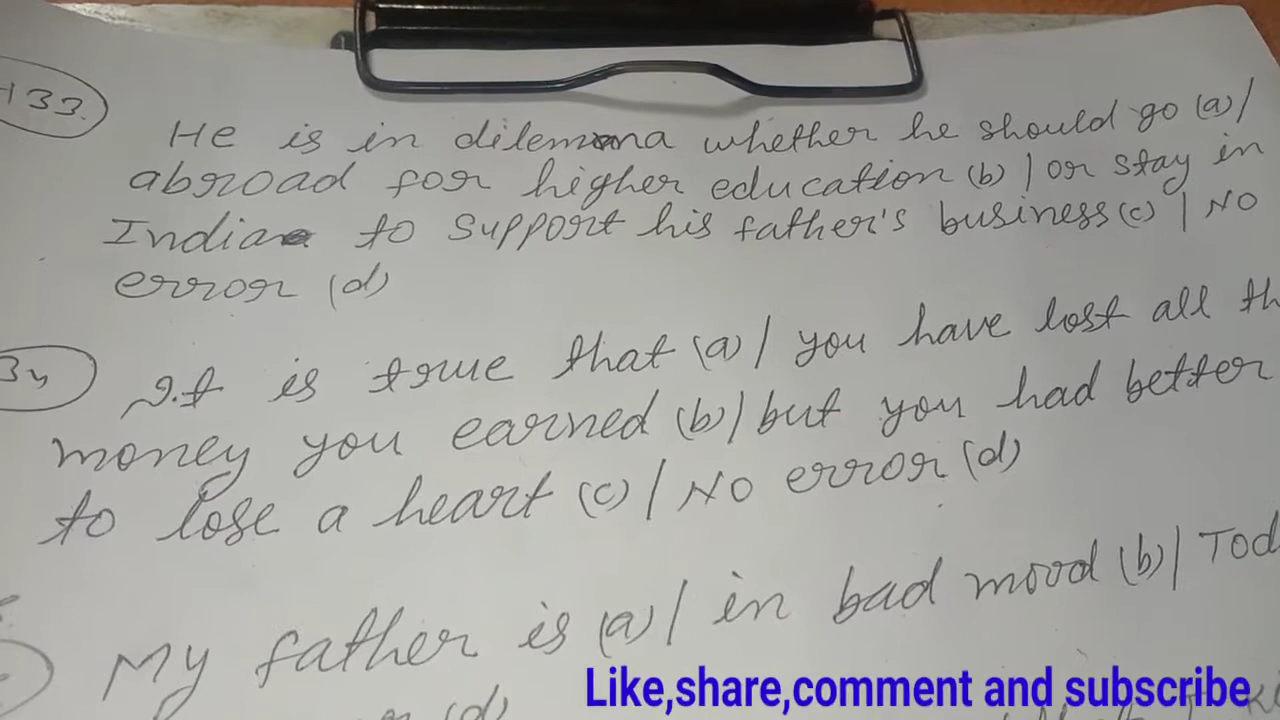 133.
He is in dilemma whether he should go (a)/
abroad for higher education (b) / or stay in
India to support his father's business (c) / No
error (d)
34
It is true that (a) / you have lost all
money you earned (b) / but you had better
to lose a heart (c) / No error (d)
My father is (a) / in bad mood (b) /
(d)
Like,share,comment and subscribe